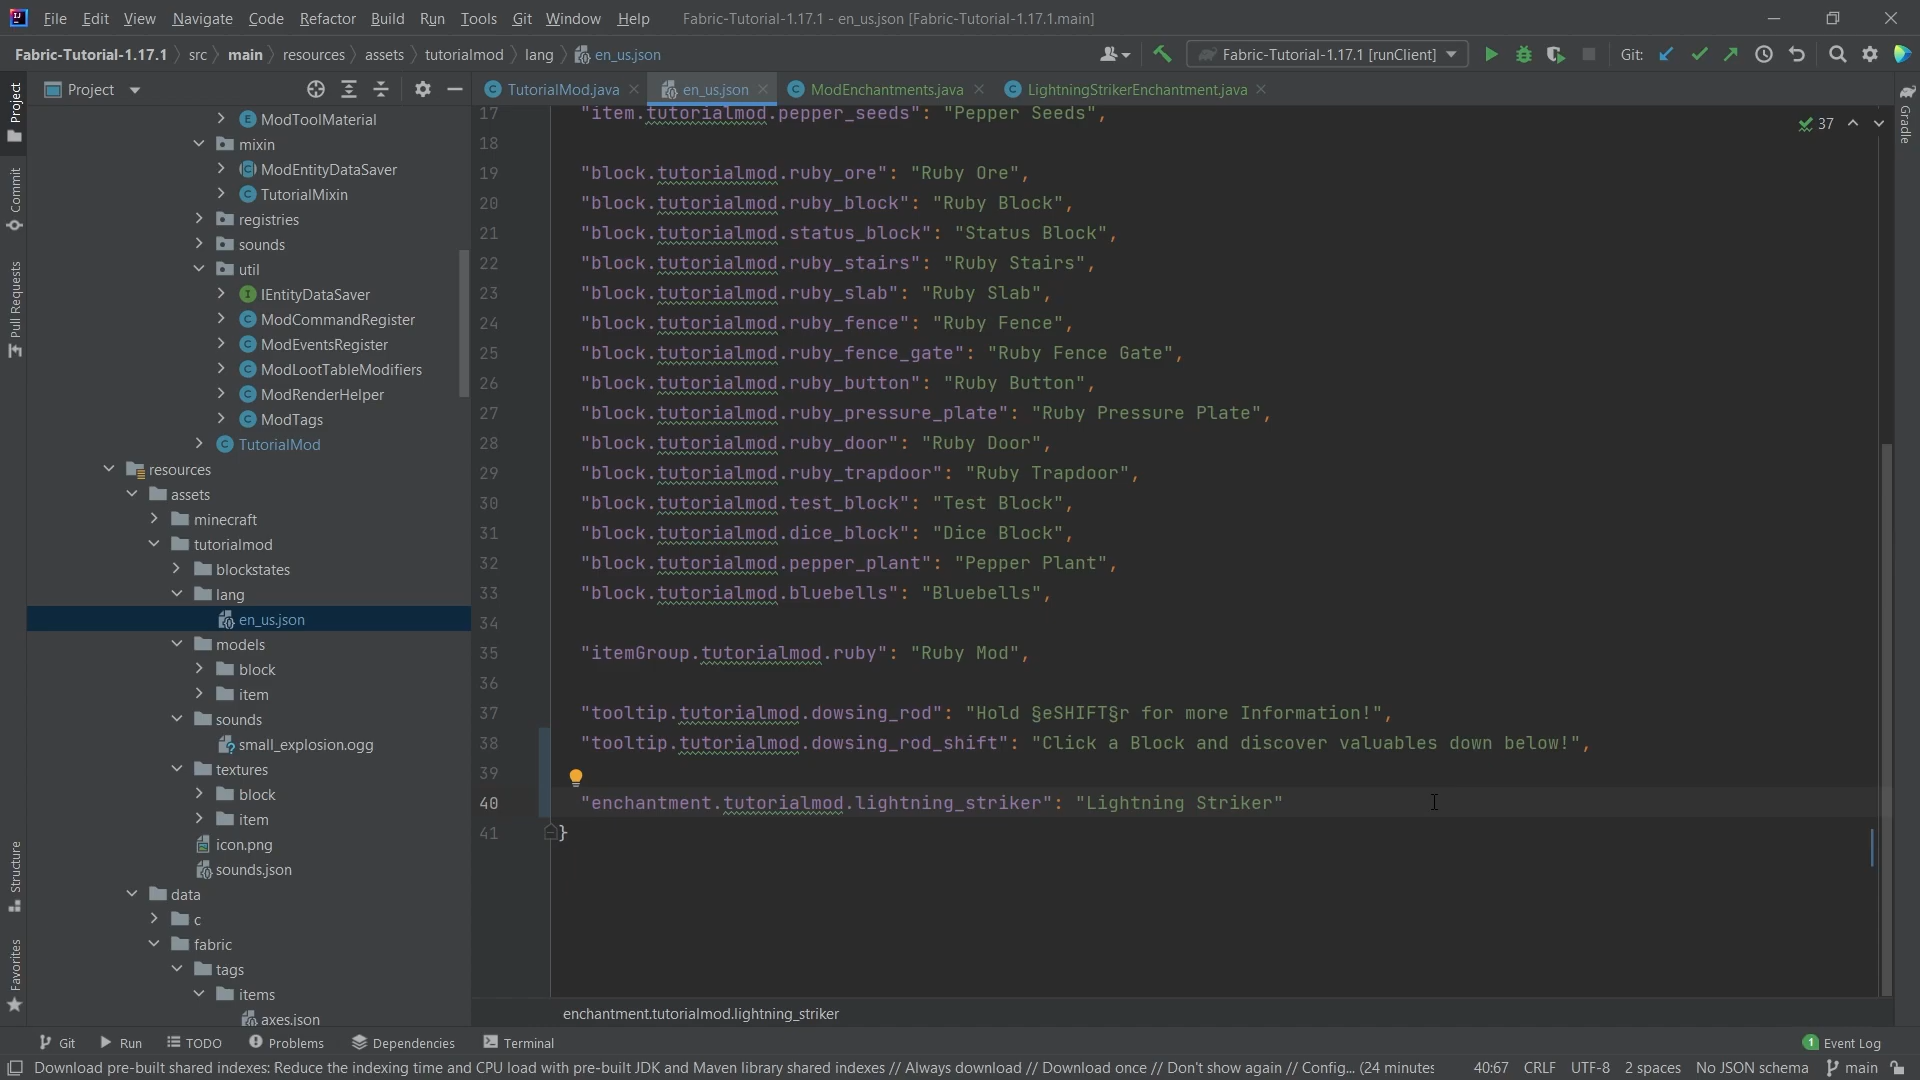 File Edit View Navigate Code Refactor Build Run Tools Git Window Help Fabric-Tutorial-1.17.1 - en_us.json [Fabric-Tutorial-1.17.1.main]
Fabric-Tutorial-1.17.1 src main resources assets tutorialmod lang en_us.json Fabric-Tutorial-1.17.1 [runClient] Git:
Project
TutorialMod.java en_us.json ModEnchantments.java LightningStrikerEnchantment.java
Project
Commit
Pull Requests
Structure
Favorites
Gradle
ModToolMaterial
mixin
ModEntityDataSaver
TutorialMixin
registries
sounds
util
IEntityDataSaver
ModCommandRegister
ModEventsRegister
ModLootTableModifiers
ModRenderHelper
ModTags
TutorialMod
resources
assets
minecraft
tutorialmod
blockstates
lang
en_us.json
models
block
item
sounds
small_explosion.ogg
textures
block
item
icon.png
sounds.json
data
c
fabric
tags
items
axes.json
37
17 "item.tutorialmod.pepper_seeds": "Pepper Seeds",
18
19 "block.tutorialmod.ruby_ore": "Ruby Ore",
20 "block.tutorialmod.ruby_block": "Ruby Block",
21 "block.tutorialmod.status_block": "Status Block",
22 "block.tutorialmod.ruby_stairs": "Ruby Stairs",
23 "block.tutorialmod.ruby_slab": "Ruby Slab",
24 "block.tutorialmod.ruby_fence": "Ruby Fence",
25 "block.tutorialmod.ruby_fence_gate": "Ruby Fence Gate",
26 "block.tutorialmod.ruby_button": "Ruby Button",
27 "block.tutorialmod.ruby_pressure_plate": "Ruby Pressure Plate",
28 "block.tutorialmod.ruby_door": "Ruby Door",
29 "block.tutorialmod.ruby_trapdoor": "Ruby Trapdoor",
30 "block.tutorialmod.test_block": "Test Block",
31 "block.tutorialmod.dice_block": "Dice Block",
32 "block.tutorialmod.pepper_plant": "Pepper Plant",
33 "block.tutorialmod.bluebells": "Bluebells",
34
35 "itemGroup.tutorialmod.ruby": "Ruby Mod",
36
37 "tooltip.tutorialmod.dowsing_rod": "Hold §eSHIFT§r for more Information!",
38 "tooltip.tutorialmod.dowsing_rod_shift": "Click a Block and discover valuables down below!",
39
40 "enchantment.tutorialmod.lightning_striker": "Lightning Striker"
41 }
enchantment.tutorialmod.lightning_striker
Git Run TODO Problems Dependencies Terminal 1 Event Log
Download pre-built shared indexes: Reduce the indexing time and CPU load with pre-built JDK and Maven library shared indexes // Always download // Download once // Don't show again // Config... (24 minutes 40:67 CRLF UTF-8 2 spaces No JSON schema main